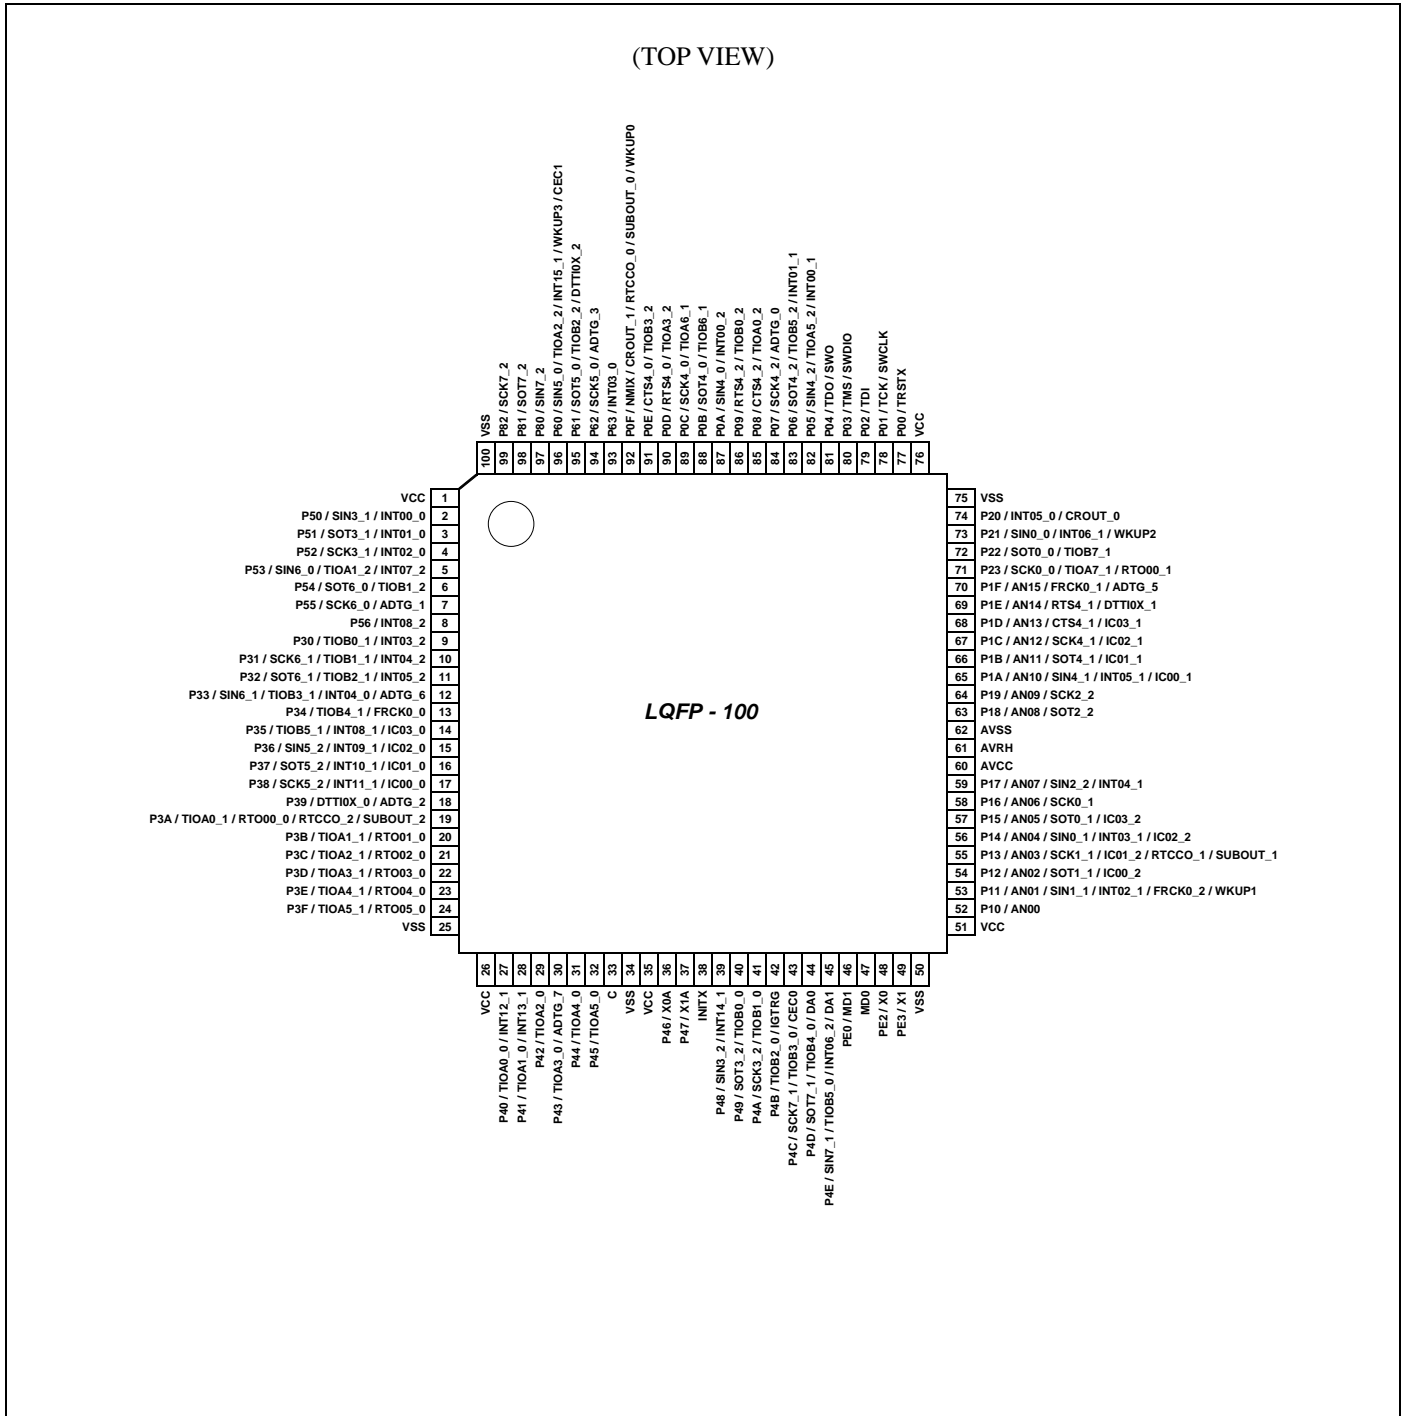 (TOP VIEW)
VSS
P82 / SCK7_2
P81 / SOT7_2
P80 / SIN7_2
P60 / SIN5_0 / TIOA2_2 / INT15_1 / WKUP3 / CEC1
P61 / SOT5_0 / TIOB2_2 / DTTI0X_2
P62 / SCK5_0 / ADTG_3
P63 / INT03_0
P0F / NMIX / CROUT_1 / RTCCO_0 / SUBOUT_0 / WKUP0
P0E / CTS4_0 / TIOB3_2
P0D / RTS4_0 / TIOA3_2
P0C / SCK4_0 / TIOA6_1
P0B / SOT4_0 / TIOB6_1
P0A / SIN4_0 / INT00_2
P09 / RTS4_2 / TIOB0_2
P08 / CTS4_2 / TIOA0_2
P07 / SCK4_2 / ADTG_0
P06 / SOT4_2 / TIOB5_2 / INT01_1
P05 / SIN4_2 / TIOA5_2 / INT00_1
P04 / TDO / SWO
P03 / TMS / SWDIO
P02 / TDI
P01 / TCK / SWCLK
P00 / TRSTX
VCC
100 99 98 97 96 95 94 93 92 91 90 89 88 87 86 85 84 83 82 81 80 79 78 77 76
VCC 1
P50 / SIN3_1 / INT00_0 2
P51 / SOT3_1 / INT01_0 3
P52 / SCK3_1 / INT02_0 4
P53 / SIN6_0 / TIOA1_2 / INT07_2 5
P54 / SOT6_0 / TIOB1_2 6
P55 / SCK6_0 / ADTG_1 7
P56 / INT08_2 8
P30 / TIOB0_1 / INT03_2 9
P31 / SCK6_1 / TIOB1_1 / INT04_2 10
P32 / SOT6_1 / TIOB2_1 / INT05_2 11
P33 / SIN6_1 / TIOB3_1 / INT04_0 / ADTG_6 12
P34 / TIOB4_1 / FRCK0_0 13
P35 / TIOB5_1 / INT08_1 / IC03_0 14
P36 / SIN5_2 / INT09_1 / IC02_0 15
P37 / SOT5_2 / INT10_1 / IC01_0 16
P38 / SCK5_2 / INT11_1 / IC00_0 17
P39 / DTTI0X_0 / ADTG_2 18
P3A / TIOA0_1 / RTO00_0 / RTCCO_2 / SUBOUT_2 19
P3B / TIOA1_1 / RTO01_0 20
P3C / TIOA2_1 / RTO02_0 21
P3D / TIOA3_1 / RTO03_0 22
P3E / TIOA4_1 / RTO04_0 23
P3F / TIOA5_1 / RTO05_0 24
VSS 25
LQFP - 100
75 VSS
74 P20 / INT05_0 / CROUT_0
73 P21 / SIN0_0 / INT06_1 / WKUP2
72 P22 / SOT0_0 / TIOB7_1
71 P23 / SCK0_0 / TIOA7_1 / RTO00_1
70 P1F / AN15 / FRCK0_1 / ADTG_5
69 P1E / AN14 / RTS4_1 / DTTI0X_1
68 P1D / AN13 / CTS4_1 / IC03_1
67 P1C / AN12 / SCK4_1 / IC02_1
66 P1B / AN11 / SOT4_1 / IC01_1
65 P1A / AN10 / SIN4_1 / INT05_1 / IC00_1
64 P19 / AN09 / SCK2_2
63 P18 / AN08 / SOT2_2
62 AVSS
61 AVRH
60 AVCC
59 P17 / AN07 / SIN2_2 / INT04_1
58 P16 / AN06 / SCK0_1
57 P15 / AN05 / SOT0_1 / IC03_2
56 P14 / AN04 / SIN0_1 / INT03_1 / IC02_2
55 P13 / AN03 / SCK1_1 / IC01_2 / RTCCO_1 / SUBOUT_1
54 P12 / AN02 / SOT1_1 / IC00_2
53 P11 / AN01 / SIN1_1 / INT02_1 / FRCK0_2 / WKUP1
52 P10 / AN00
51 VCC
26 27 28 29 30 31 32 33 34 35 36 37 38 39 40 41 42 43 44 45 46 47 48 49 50
VCC
P40 / TIOA0_0 / INT12_1
P41 / TIOA1_0 / INT13_1
P42 / TIOA2_0
P43 / TIOA3_0 / ADTG_7
P44 / TIOA4_0
P45 / TIOA5_0
C
VSS
VCC
P46 / X0A
P47 / X1A
INITX
P48 / SIN3_2 / INT14_1
P49 / SOT3_2 / TIOB0_0
P4A / SCK3_2 / TIOB1_0
P4B / TIOB2_0 / IGTRG
P4C / SCK7_1 / TIOB3_0 / CEC0
P4D / SOT7_1 / TIOB4_0 / DA0
P4E / SIN7_1 / TIOB5_0 / INT06_2 / DA1
PE0 / MD1
MD0
PE2 / X0
PE3 / X1
VSS